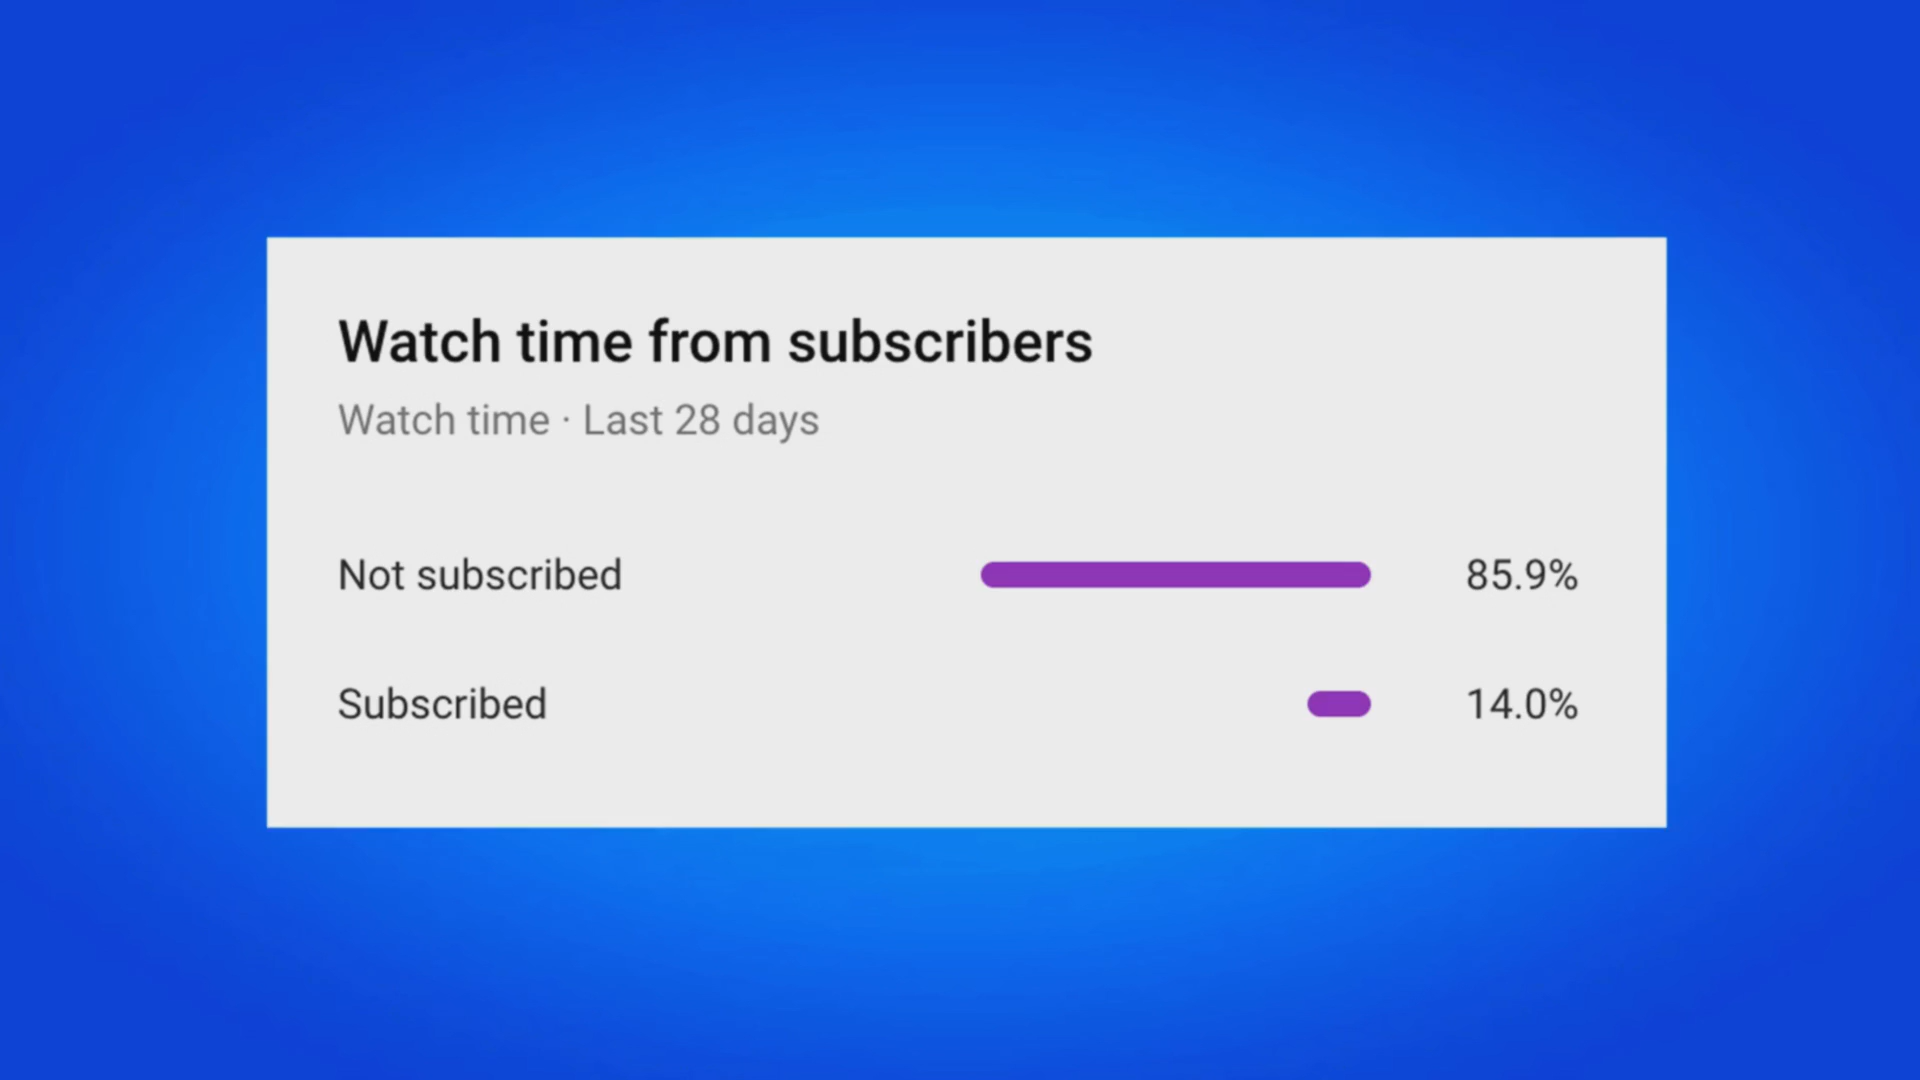 Watch time from subscribers
Watch time · Last 28 days
Not subscribed 85.9%
Subscribed 14.0%